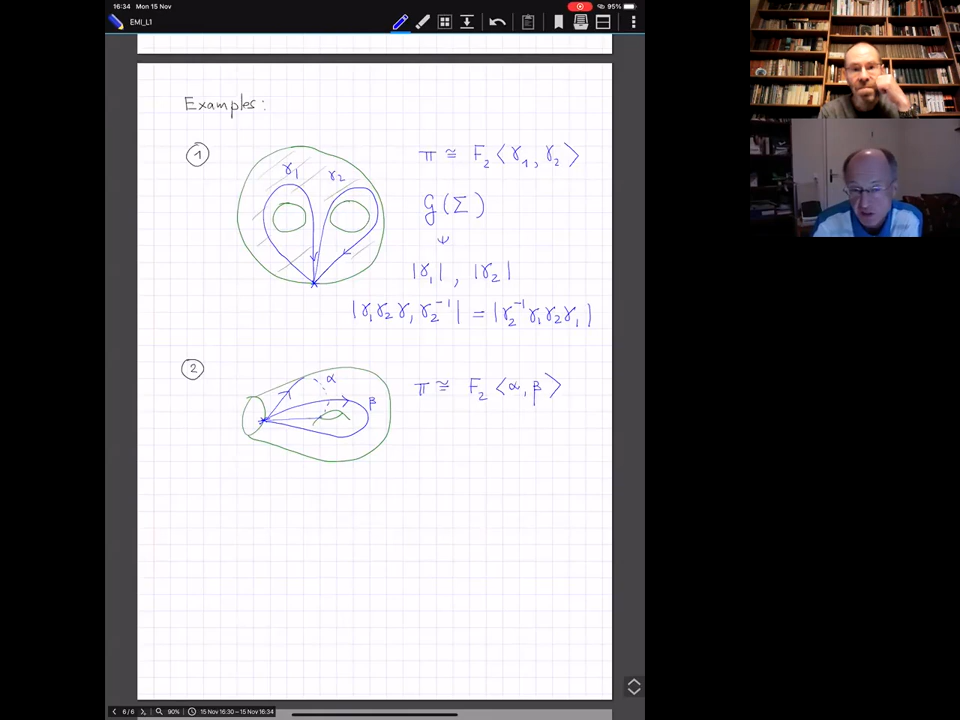 16:34 Mon 15 Nov
95%
EMI_L1
Examples:
①
γ₁
γ₂
π ≅ F₂ ⟨γ₁, γ₂⟩
g(Σ)
|γ₁| , |γ₂|
|γ₁γ₂γ₁γ₂⁻¹| = |γ₂⁻¹γ₁γ₂γ₁|
②
α
β
π ≅ F₂ ⟨α, β⟩
6/6
90%
15 Nov 16:30 – 15 Nov 16:34